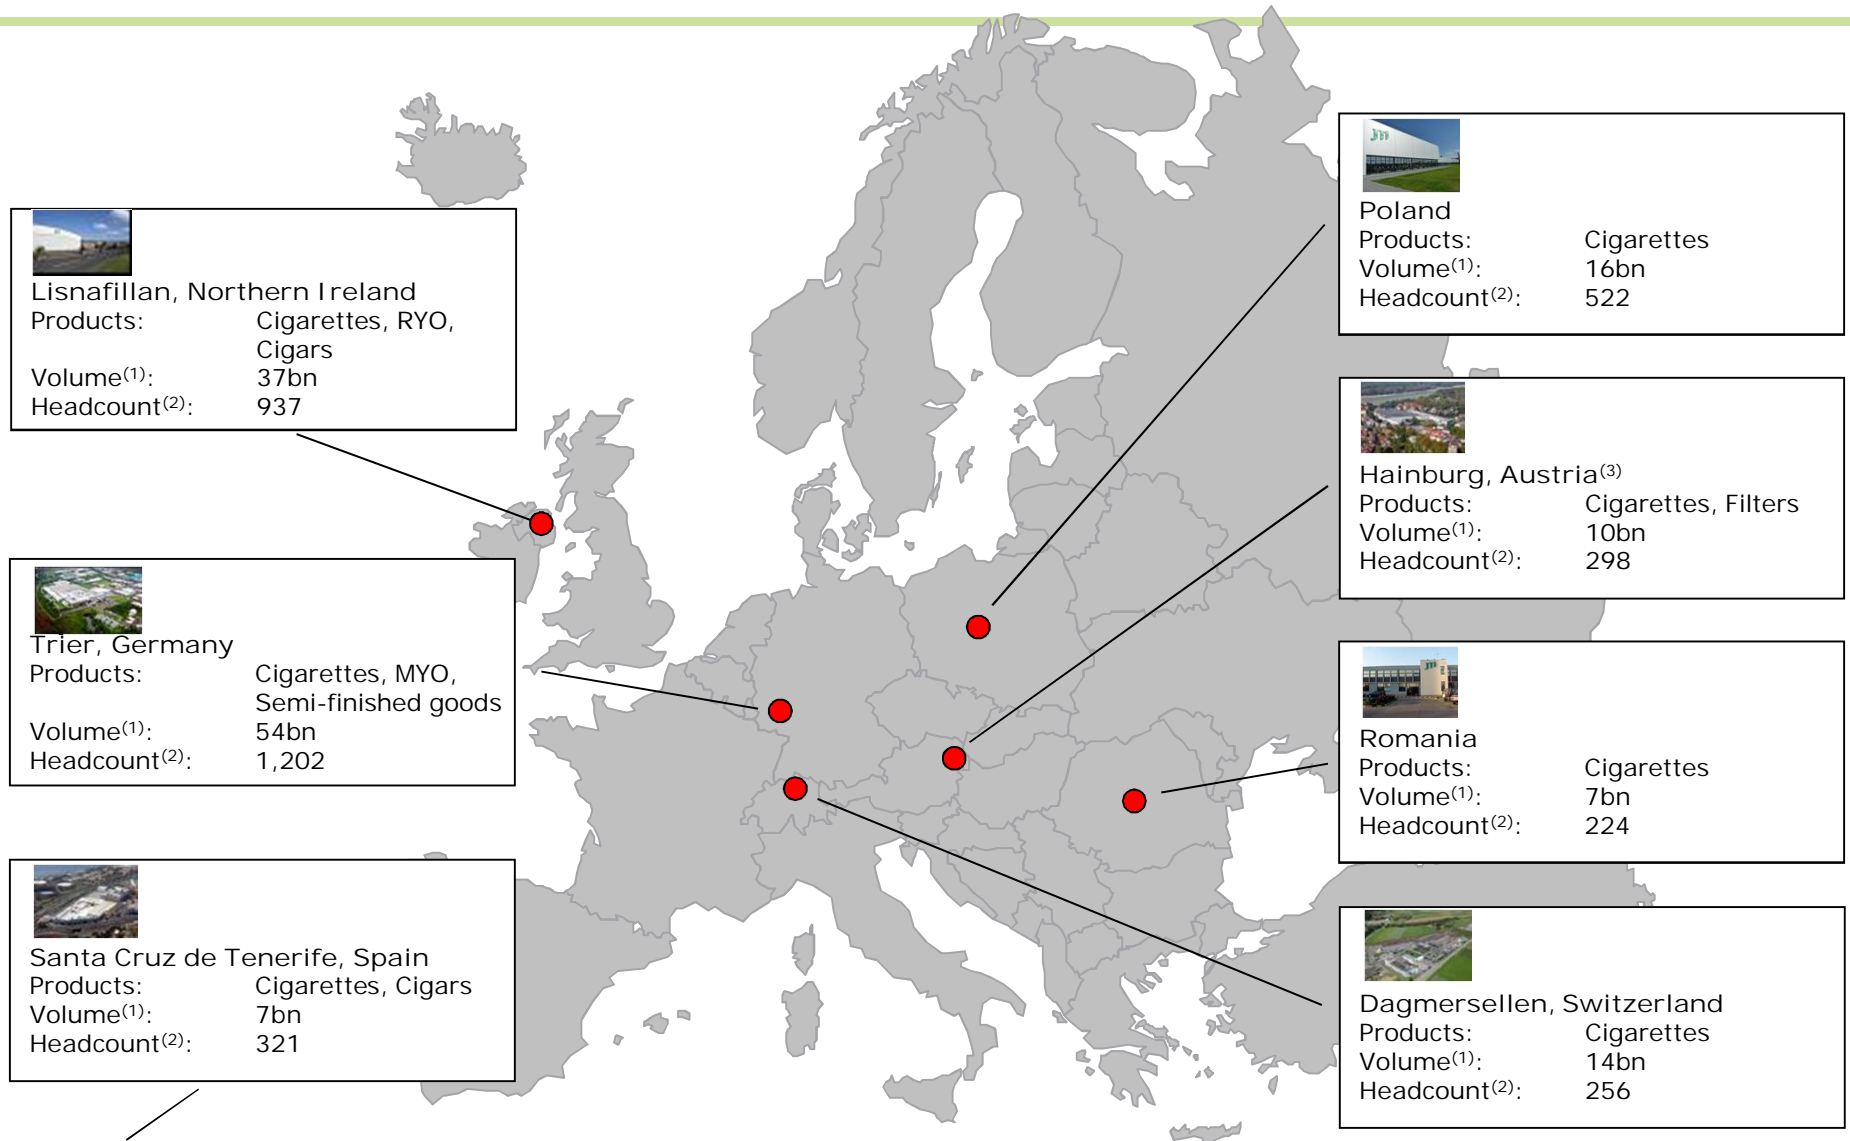 Lisnafillan, Northern Ireland
Products: Cigarettes, RYO,
Cigars
Volume(1): 37bn
Headcount(2): 937
Trier, Germany
Products: Cigarettes, MYO,
Semi-finished goods
Volume(1): 54bn
Headcount(2): 1,202
Santa Cruz de Tenerife, Spain
Products: Cigarettes, Cigars
Volume(1): 7bn
Headcount(2): 321
Poland
Products: Cigarettes
Volume(1): 16bn
Headcount(2): 522
Hainburg, Austria(3)
Products: Cigarettes, Filters
Volume(1): 10bn
Headcount(2): 298
Romania
Products: Cigarettes
Volume(1): 7bn
Headcount(2): 224
Dagmersellen, Switzerland
Products: Cigarettes
Volume(1): 14bn
Headcount(2): 256